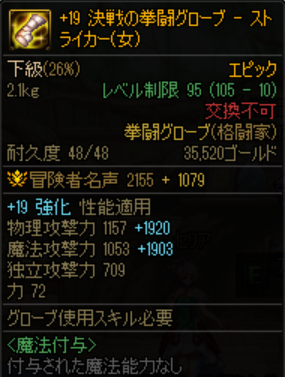 +19 決戦の拳闘グローブ - スト
ライカー(女)
下級(26%) エピック
2.1kg レベル制限 95 (105 - 10)
交換不可
拳闘グローブ(格闘家)
耐久度 48/48 35,520ゴールド
冒険者名声 2155 + 1079
+19 強化 性能適用
物理攻撃力 1157 +1920
魔法攻撃力 1053 +1903
独立攻撃力 709
力 72
グローブ使用スキル必要
<魔法付与>
付与された魔法能力なし